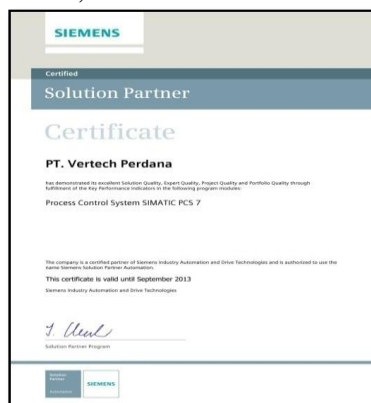 SIEMENS
Certified
Solution Partner
Certificate
PT. Vertech Perdana
has demonstrated its excellent Solution Quality, Expert Quality, Project Quality and Portfolio Quality through
fulfillment of the Key Performance Indicators in the following program modules:
Process Control System SIMATIC PCS 7
The company is a certified partner of Siemens Industry Automation and Drive Technologies and is authorized to use the
name Siemens Solution Partner Automation.
This certificate is valid until September 2013
Siemens Industry Automation and Drive Technologies
Solution Partner Program
Solution
Partner
Automation
SIEMENS